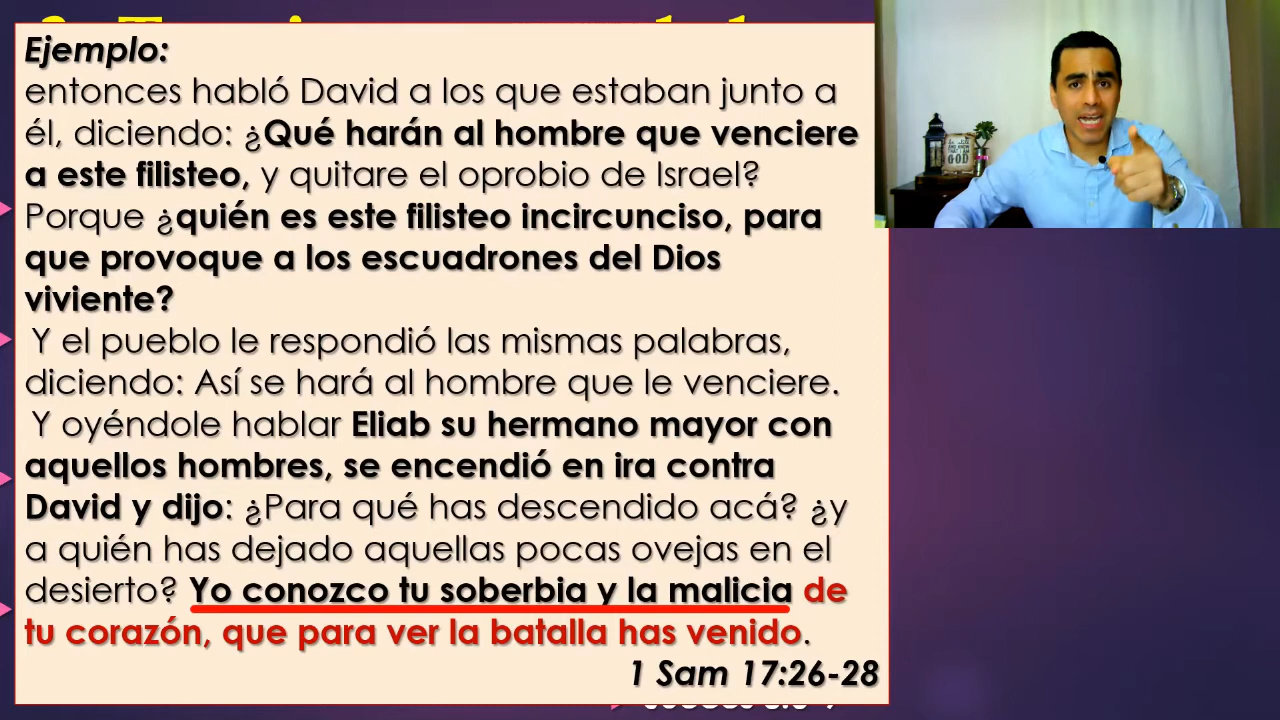 Ejemplo:
entonces habló David a los que estaban junto a
él, diciendo: ¿Qué harán al hombre que venciere
a este filisteo, y quitare el oprobio de Israel?
Porque ¿quién es este filisteo incircunciso, para
que provoque a los escuadrones del Dios
viviente?
Y el pueblo le respondió las mismas palabras,
diciendo: Así se hará al hombre que le venciere.
Y oyéndole hablar Eliab su hermano mayor con
aquellos hombres, se encendió en ira contra
David y dijo: ¿Para qué has descendido acá? ¿y
a quién has dejado aquellas pocas ovejas en el
desierto? Yo conozco tu soberbia y la malicia de
tu corazón, que para ver la batalla has venido.
1 Sam 17:26-28
GOD